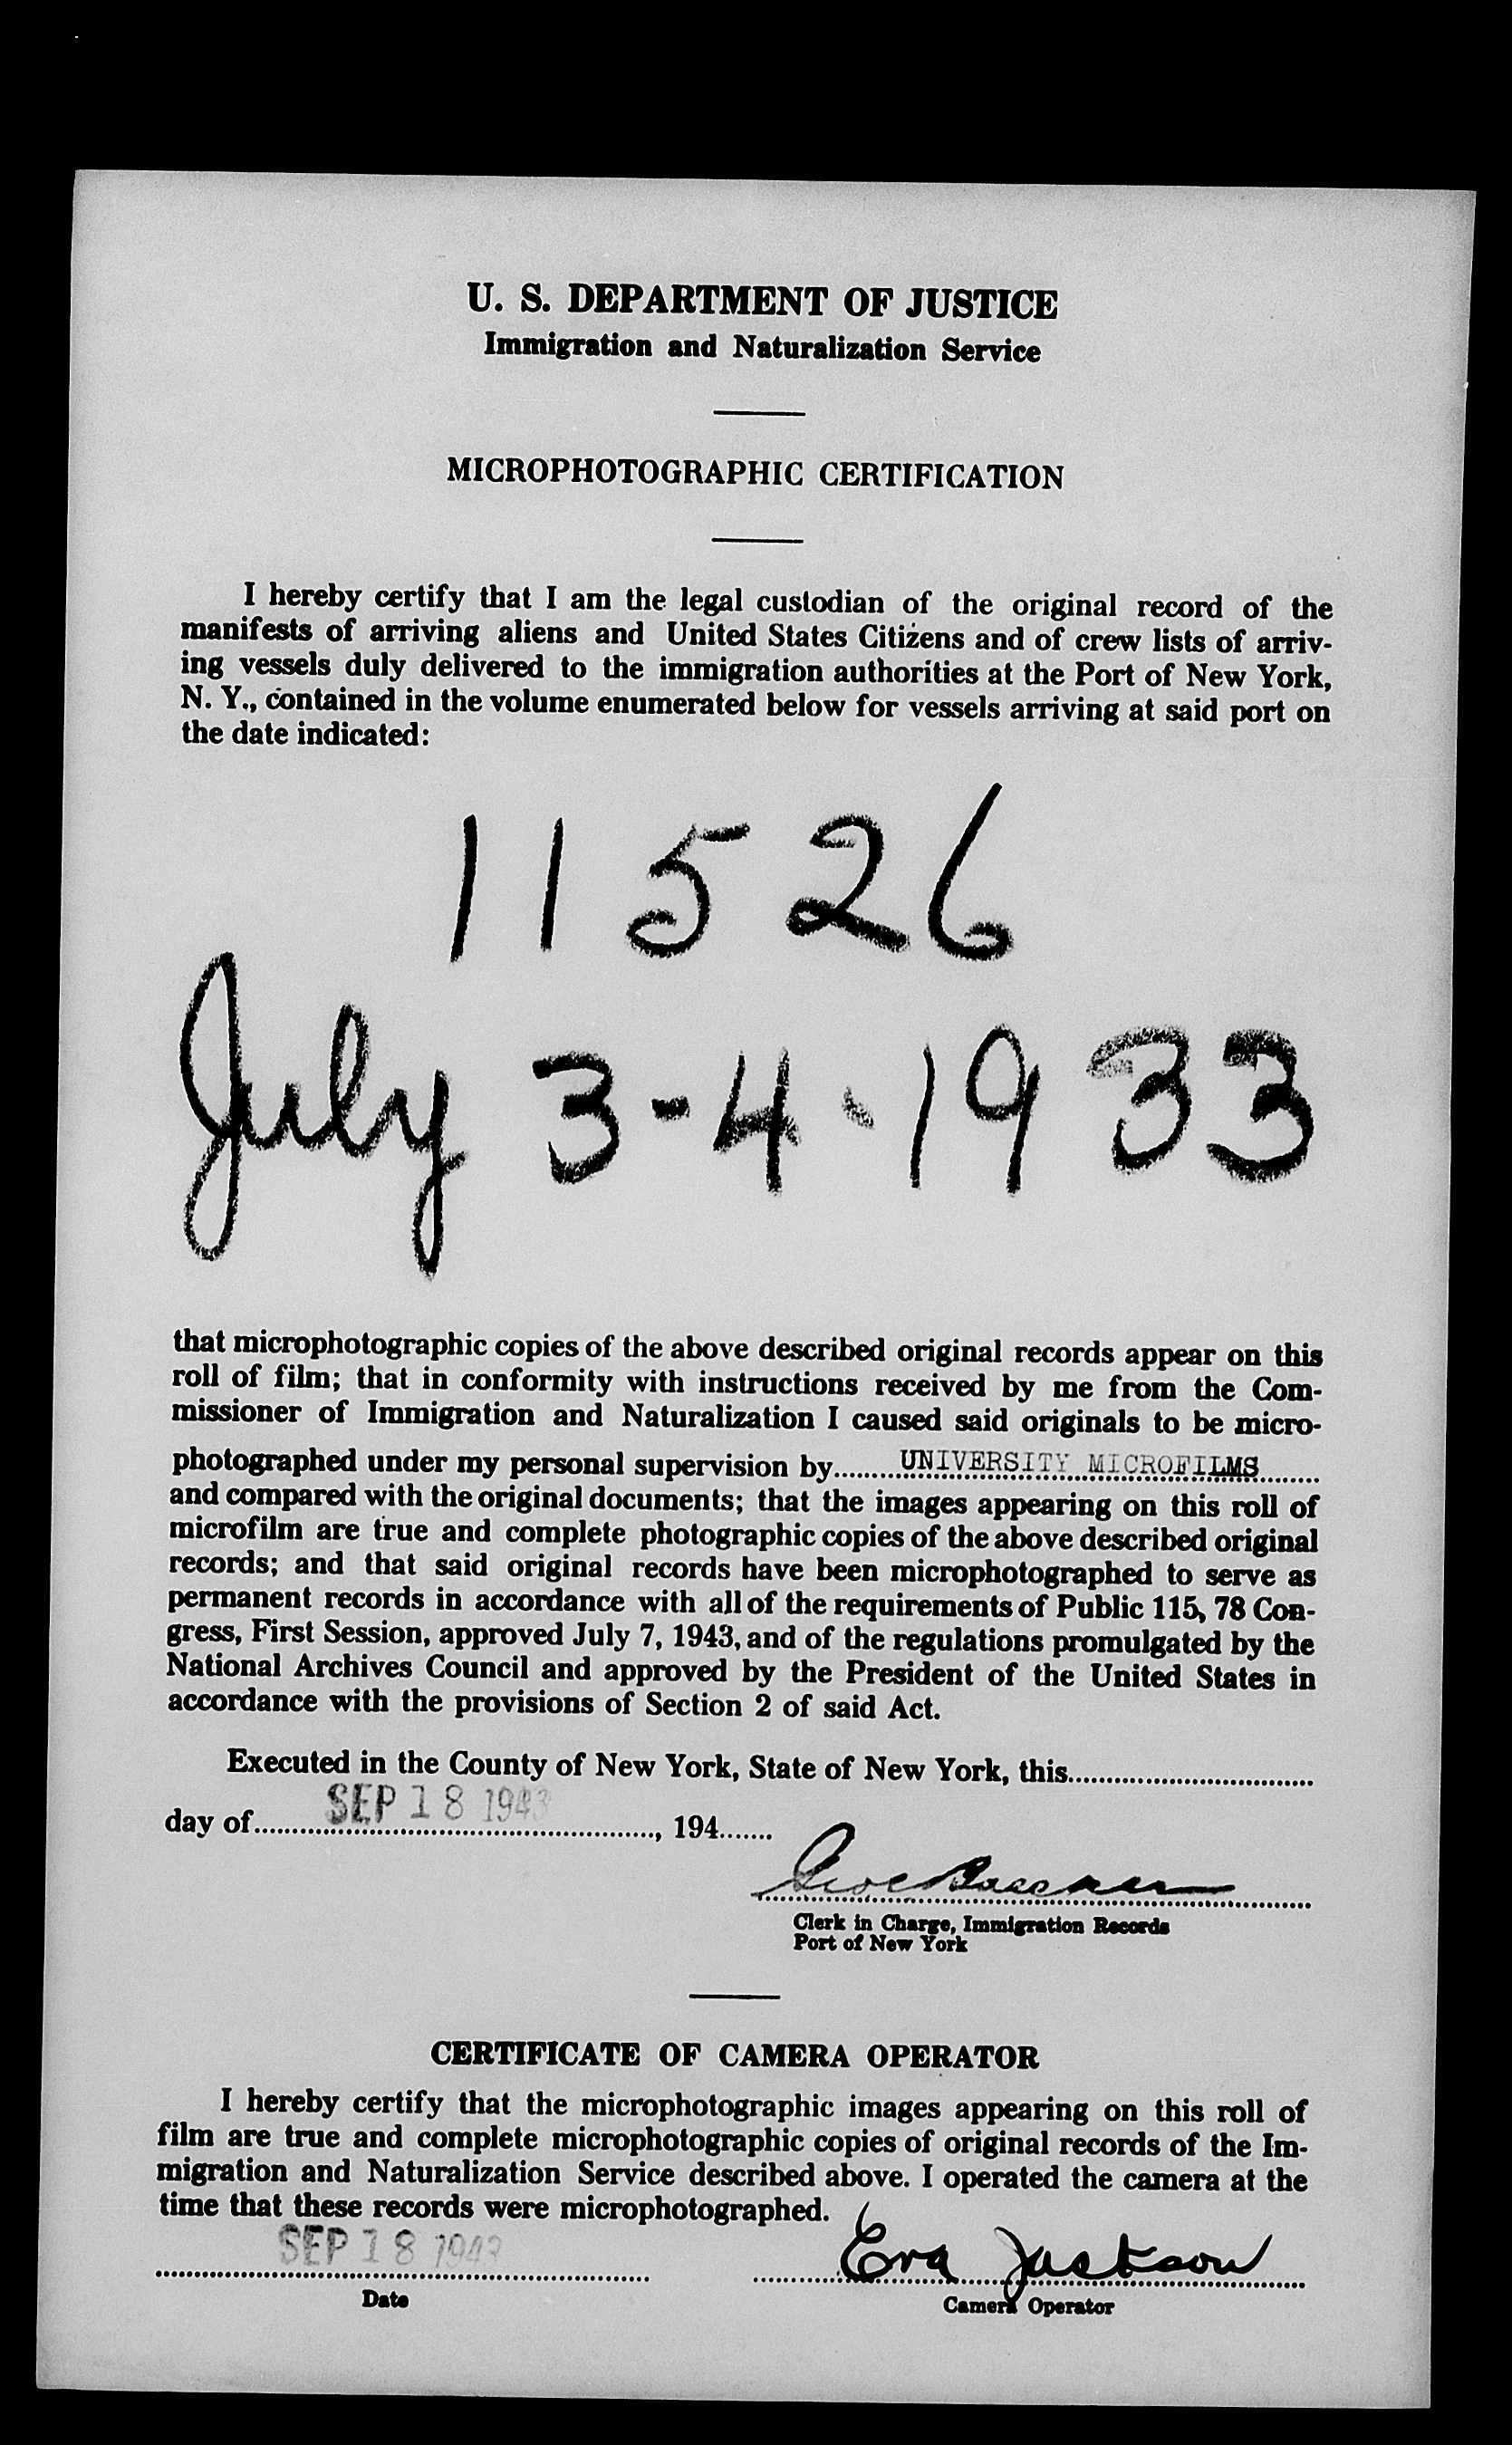 U. S. DEPARTMENT OF JUSTICE
Immigration and Naturalization Service
MICROPHOTOGRAPHIC CERTIFICATION
I hereby certify that I am the legal custodian of the original record of the
manifests of arriving aliens and United States Citizens and of crew lists of arriv-
ing vessels duly delivered to the immigration authorities at the Port of New York,
N. Y., contained in the volume enumerated below for vessels arriving at said port on
the date indicated:
11526
July 3-4-1933
that microphotographic copies of the above described original records appear on this
roll of film; that in conformity with instructions received by me from the Com-
missioner of Immigration and Naturalization I caused said originals to be micro-
photographed under my personal supervision by........UNIVERSITY MICROFILMS........
and compared with the original documents; that the images appearing on this roll of
microfilm are true and complete photographic copies of the above described original
records; and that said original records have been microphotographed to serve as
permanent records in accordance with all of the requirements of Public 115, 78 Con-
gress, First Session, approved July 7, 1943, and of the regulations promulgated by the
National Archives Council and approved by the President of the United States in
accordance with the provisions of Section 2 of said Act.
Executed in the County of New York, State of New York, this................................
day of.... SEP 18 1943 ...., 194.......
Clerk in Charge, Immigration Records
Port of New York
CERTIFICATE OF CAMERA OPERATOR
I hereby certify that the microphotographic images appearing on this roll of
film are true and complete microphotographic copies of original records of the Im-
migration and Naturalization Service described above. I operated the camera at the
time that these records were microphotographed.
SEP 18 1943 Eva Jackson
Date Camera Operator